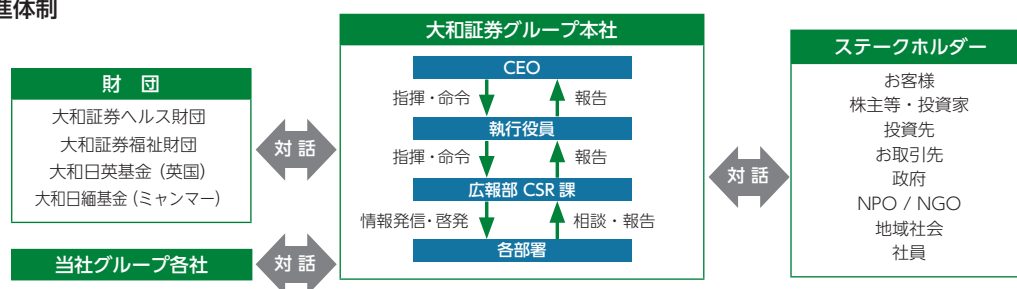 進体制
財 団
大和証券ヘルス財団
大和証券福祉財団
大和日英基金（英国）
大和日緬基金（ミャンマー）
当社グループ各社
対 話
対 話
大和証券グループ本社
CEO
指揮・命令
報告
執行役員
指揮・命令
報告
広報部 CSR 課
情報発信・啓発
相談・報告
各部署
対 話
ステークホルダー
お客様
株主等・投資家
投資先
お取引先
政府
NPO / NGO
地域社会
社員